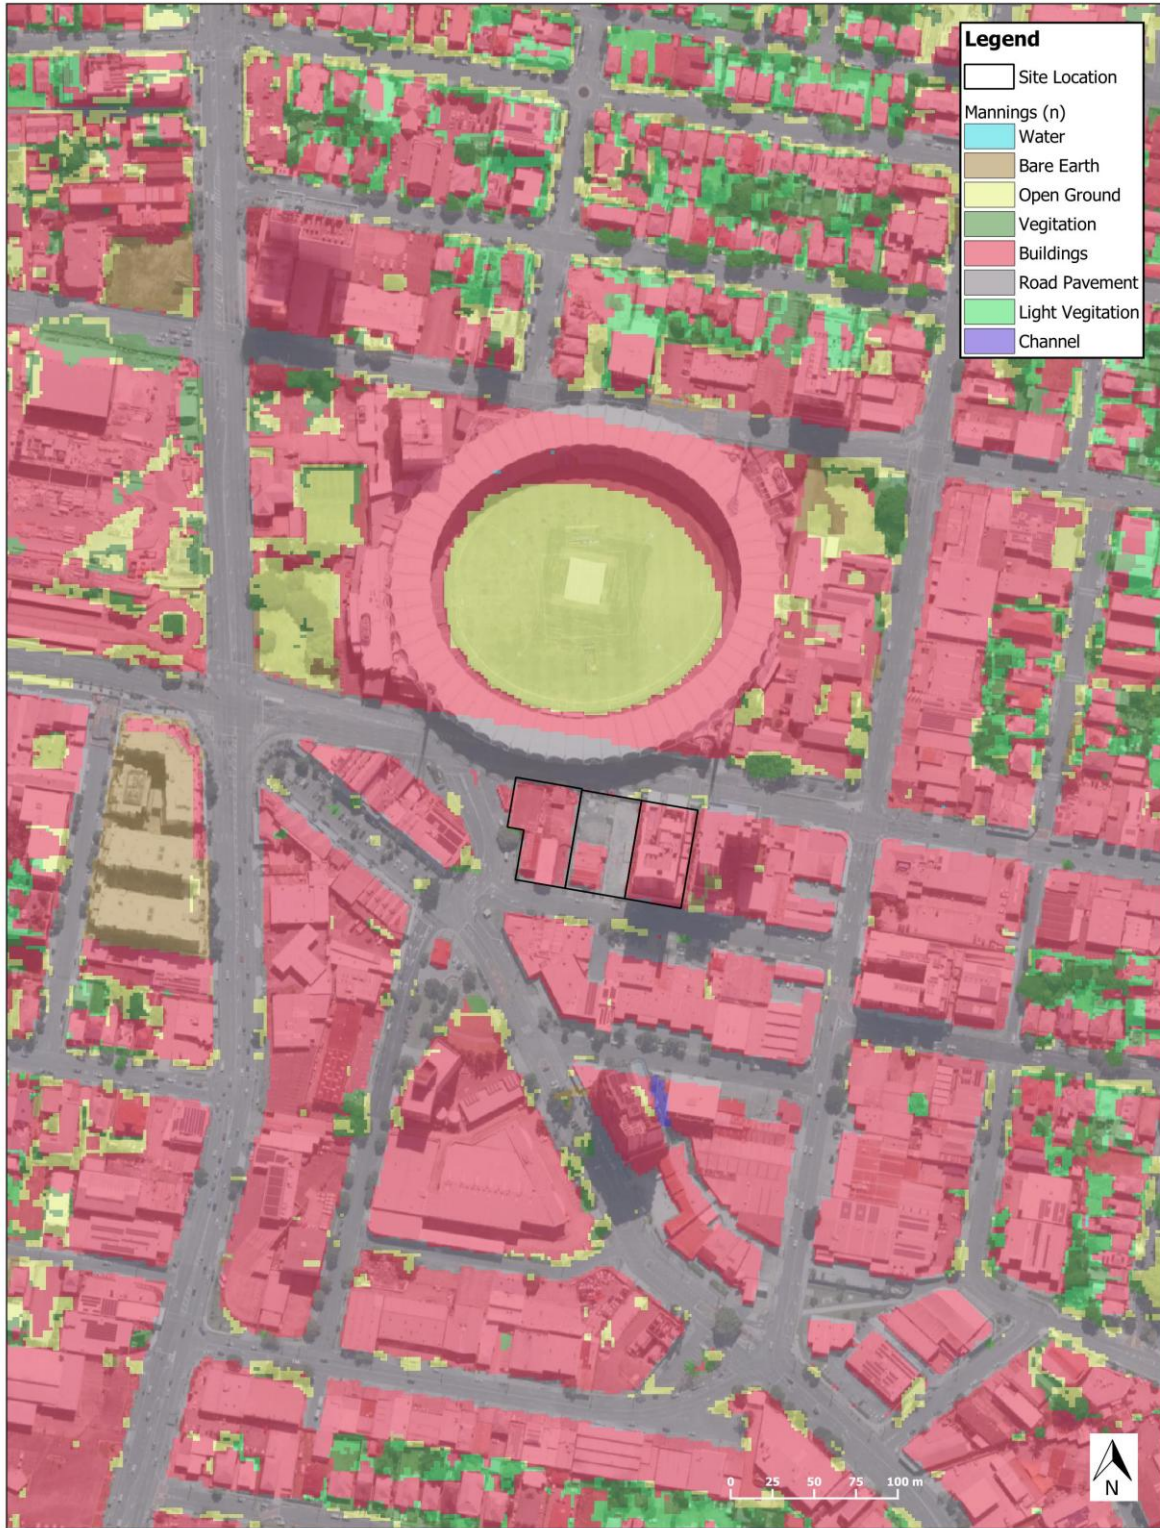 Legend
Site Location
Mannings (n)
Water
Bare Earth
Open Ground
Vegitation
Buildings
Road Pavement
Light Vegitation
Channel
0 25 50 75 100 m
N